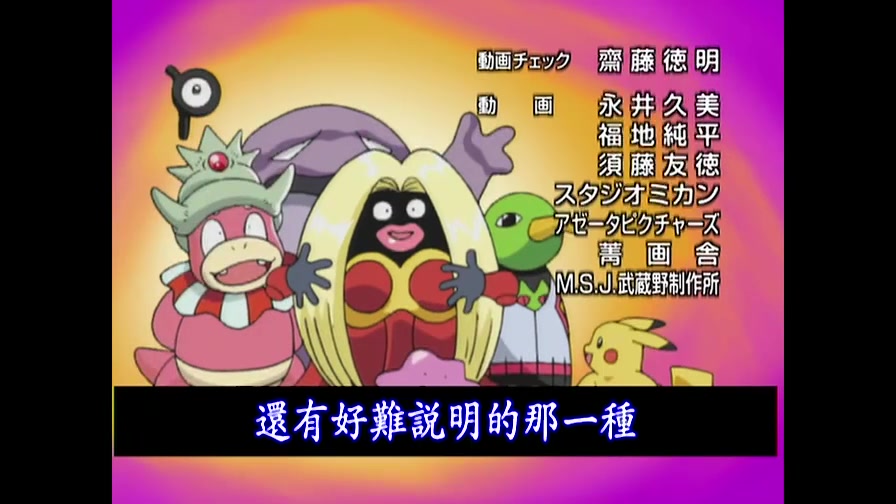 動画チェック 齋藤徳明
動画 永井久美
福地純平
須藤友徳
スタジオミカン
アゼータピクチャーズ
菁画舎
M.S.J.武蔵野制作所
還有好難説明的那一種